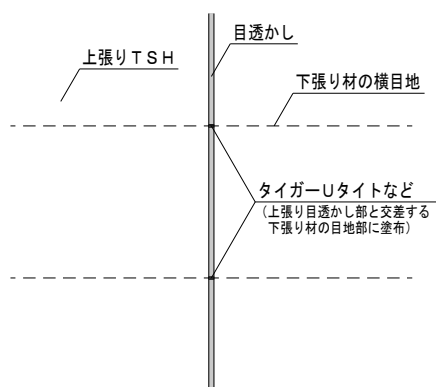 目透かし
上張りＴＳＨ
下張り材の横目地
タイガーUタイトなど
（上張り目透かし部と交差する
下張り材の目地部に塗布）